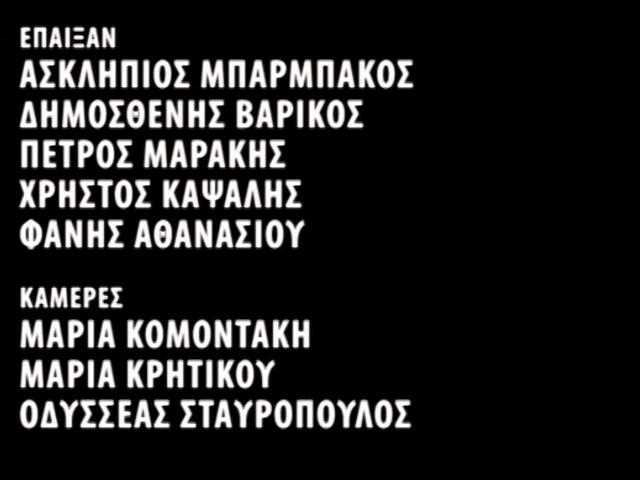 ΕΠΑΙΞΑΝ
ΑΣΚΛΗΠΙΟΣ ΜΠΑΡΜΠΑΚΟΣ
ΔΗΜΟΣΘΕΝΗΣ ΒΑΡΙΚΟΣ
ΠΕΤΡΟΣ ΜΑΡΑΚΗΣ
ΧΡΗΣΤΟΣ ΚΑΨΑΛΗΣ
ΦΑΝΗΣ ΑΘΑΝΑΣΙΟΥ
ΚΑΜΕΡΕΣ
ΜΑΡΙΑ ΚΟΜΟΝΤΑΚΗ
ΜΑΡΙΑ ΚΡΗΤΙΚΟΥ
ΟΔΥΣΣΕΑΣ ΣΤΑΥΡΟΠΟΥΛΟΣ